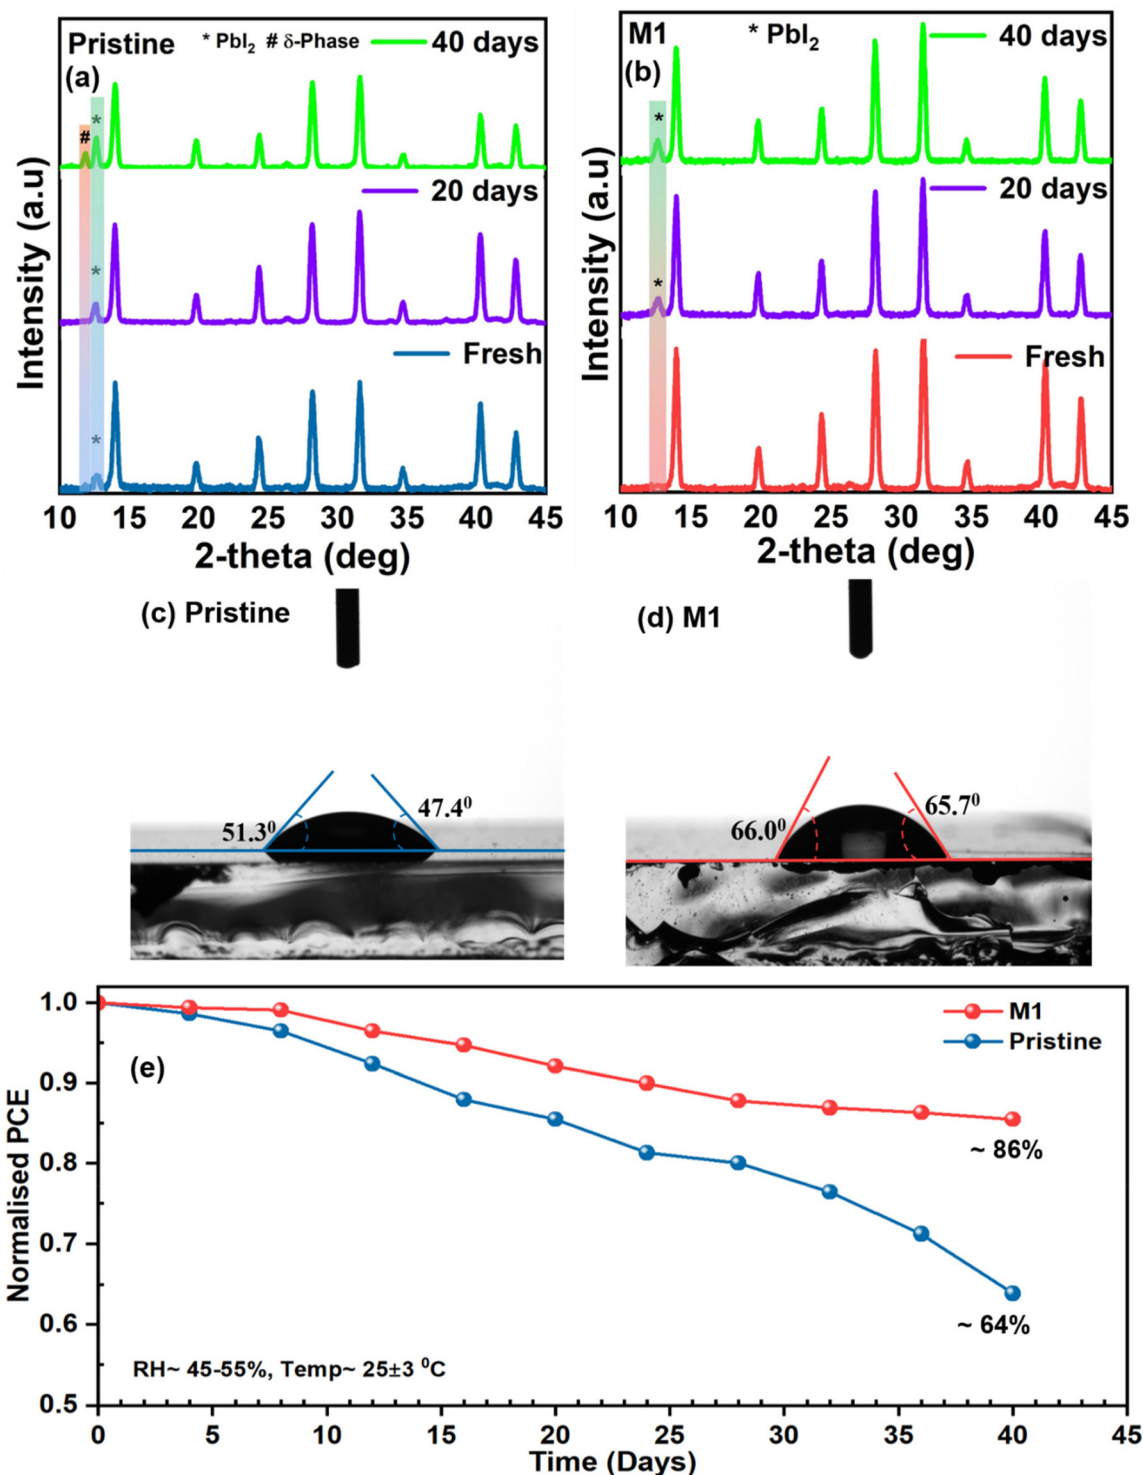 Pristine * PbI₂ # δ-Phase 40 days
(a)
#
*
20 days
*
Fresh
*
Intensity (a.u)
10 15 20 25 30 35 40 45
2-theta (deg)
M1 * PbI₂ 40 days
(b)
*
20 days
*
Fresh
Intensity (a.u)
10 15 20 25 30 35 40 45
2-theta (deg)
(c) Pristine
51.3⁰ 47.4⁰
(d) M1
66.0⁰ 65.7⁰
(e)
M1
Pristine
~ 86%
~ 64%
RH~ 45-55%, Temp~ 25±3 ⁰C
Normalised PCE
1.0
0.9
0.8
0.7
0.6
0.5
0 5 10 15 20 25 30 35 40 45
Time (Days)